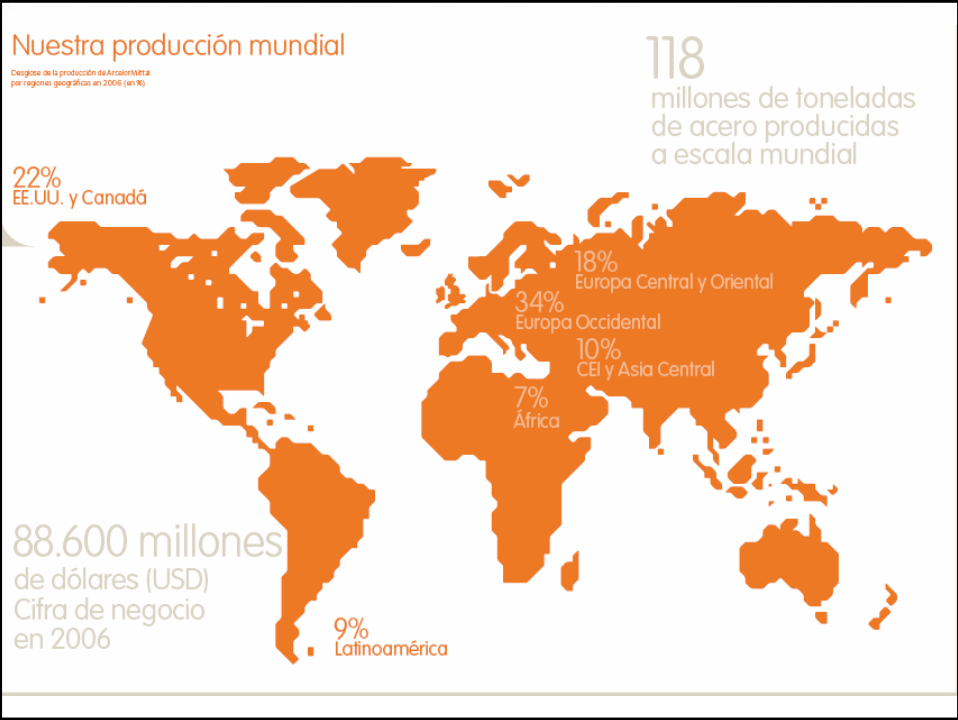 Nuestra producción mundial
Desglose de la producción de ArcelorMittal
por regiones geográficas en 2006 (en %)
118
millones de toneladas
de acero producidas
a escala mundial
22%
EE.UU. y Canadá
18%
Europa Central y Oriental
34%
Europa Occidental
10%
CEI y Asia Central
7%
África
88.600 millones
de dólares (USD)
Cifra de negocio
en 2006
9%
Latinoamérica